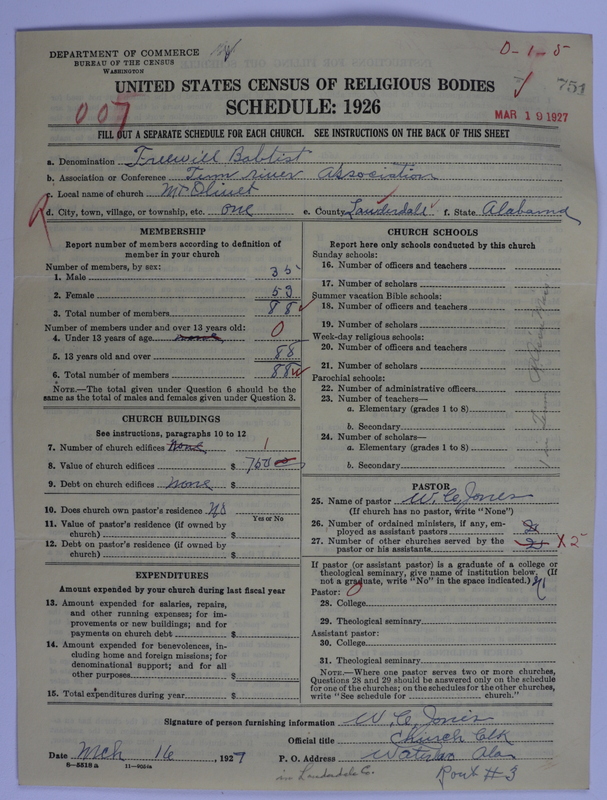 DEPARTMENT OF COMMERCE
BUREAU OF THE CENSUS
WASHINGTON
0-1-5
751
UNITED STATES CENSUS OF RELIGIOUS BODIES
007
SCHEDULE: 1926
MAR 19 1927
FILL OUT A SEPARATE SCHEDULE FOR EACH CHURCH. SEE INSTRUCTIONS ON THE BACK OF THIS SHEET
a. Denomination Freewill Babtist
b. Association or Conference river Association
c. Local name of church Mt Olivet
d. City, town, village, or township, etc. one e. County Lauderdale f. State Alabama
MEMBERSHIP
Report number of members according to definition of member in your church
Number of members, by sex:
1. Male 35
2. Female 53
3. Total number of members 88
Number of members under and over 13 years old: 0
4. Under 13 years of age none
5. 13 years old and over 88
6. Total number of members 88
NOTE.—The total given under Question 6 should be the
same as the total of males and females given under Question 3.
CHURCH BUILDINGS
See instructions, paragraphs 10 to 12
7. Number of church edifices none 1
8. Value of church edifices $ 750
9. Debt on church edifices none $
10. Does church own pastor's residence No
Yes or No
11. Value of pastor's residence (if owned by
church) $
12. Debt on pastor's residence (if owned by
church) $
EXPENDITURES
Amount expended by your church during last fiscal year
13. Amount expended for salaries, repairs,
and other running expenses; for im-
provements or new buildings; and for
payments on church debt $
14. Amount expended for benevolences, in-
cluding home and foreign missions; for
denominational support; and for all
other purposes $
15. Total expenditures during year $
CHURCH SCHOOLS
Report here only schools conducted by this church
Sunday schools:
16. Number of officers and teachers
17. Number of scholars
Summer vacation Bible schools:
18. Number of officers and teachers
19. Number of scholars
Week-day religious schools:
20. Number of officers and teachers
21. Number of scholars
Parochial schools:
22. Number of administrative officers
23. Number of teachers—
a. Elementary (grades 1 to 8)
b. Secondary
24. Number of scholars—
a. Elementary (grades 1 to 8)
b. Secondary
PASTOR
25. Name of pastor W. C. Jones
(If church has no pastor, write "None")
26. Number of ordained ministers, if any, em-
ployed as assistant pastors
27. Number of other churches served by the
pastor or his assistants X 2
If pastor (or assistant pastor) is a graduate of a college or
theological seminary, give name of institution below. (If
not a graduate, write "No" in the space indicated.)
Pastor: 0
28. College
29. Theological seminary
Assistant pastor:
30. College
31. Theological seminary
NOTE.—Where one pastor serves two or more churches,
Questions 28 and 29 should be answered only on the schedule
for one of the churches; on the schedules for the other churches,
write "See schedule for church."
Signature of person furnishing information W. C. Jones
Official title Church Clk
Date Mch 16, 1927 P. O. Address Waterloo Ala
8—5518 a 11—9554a
in Lauderdale C. Rout #3